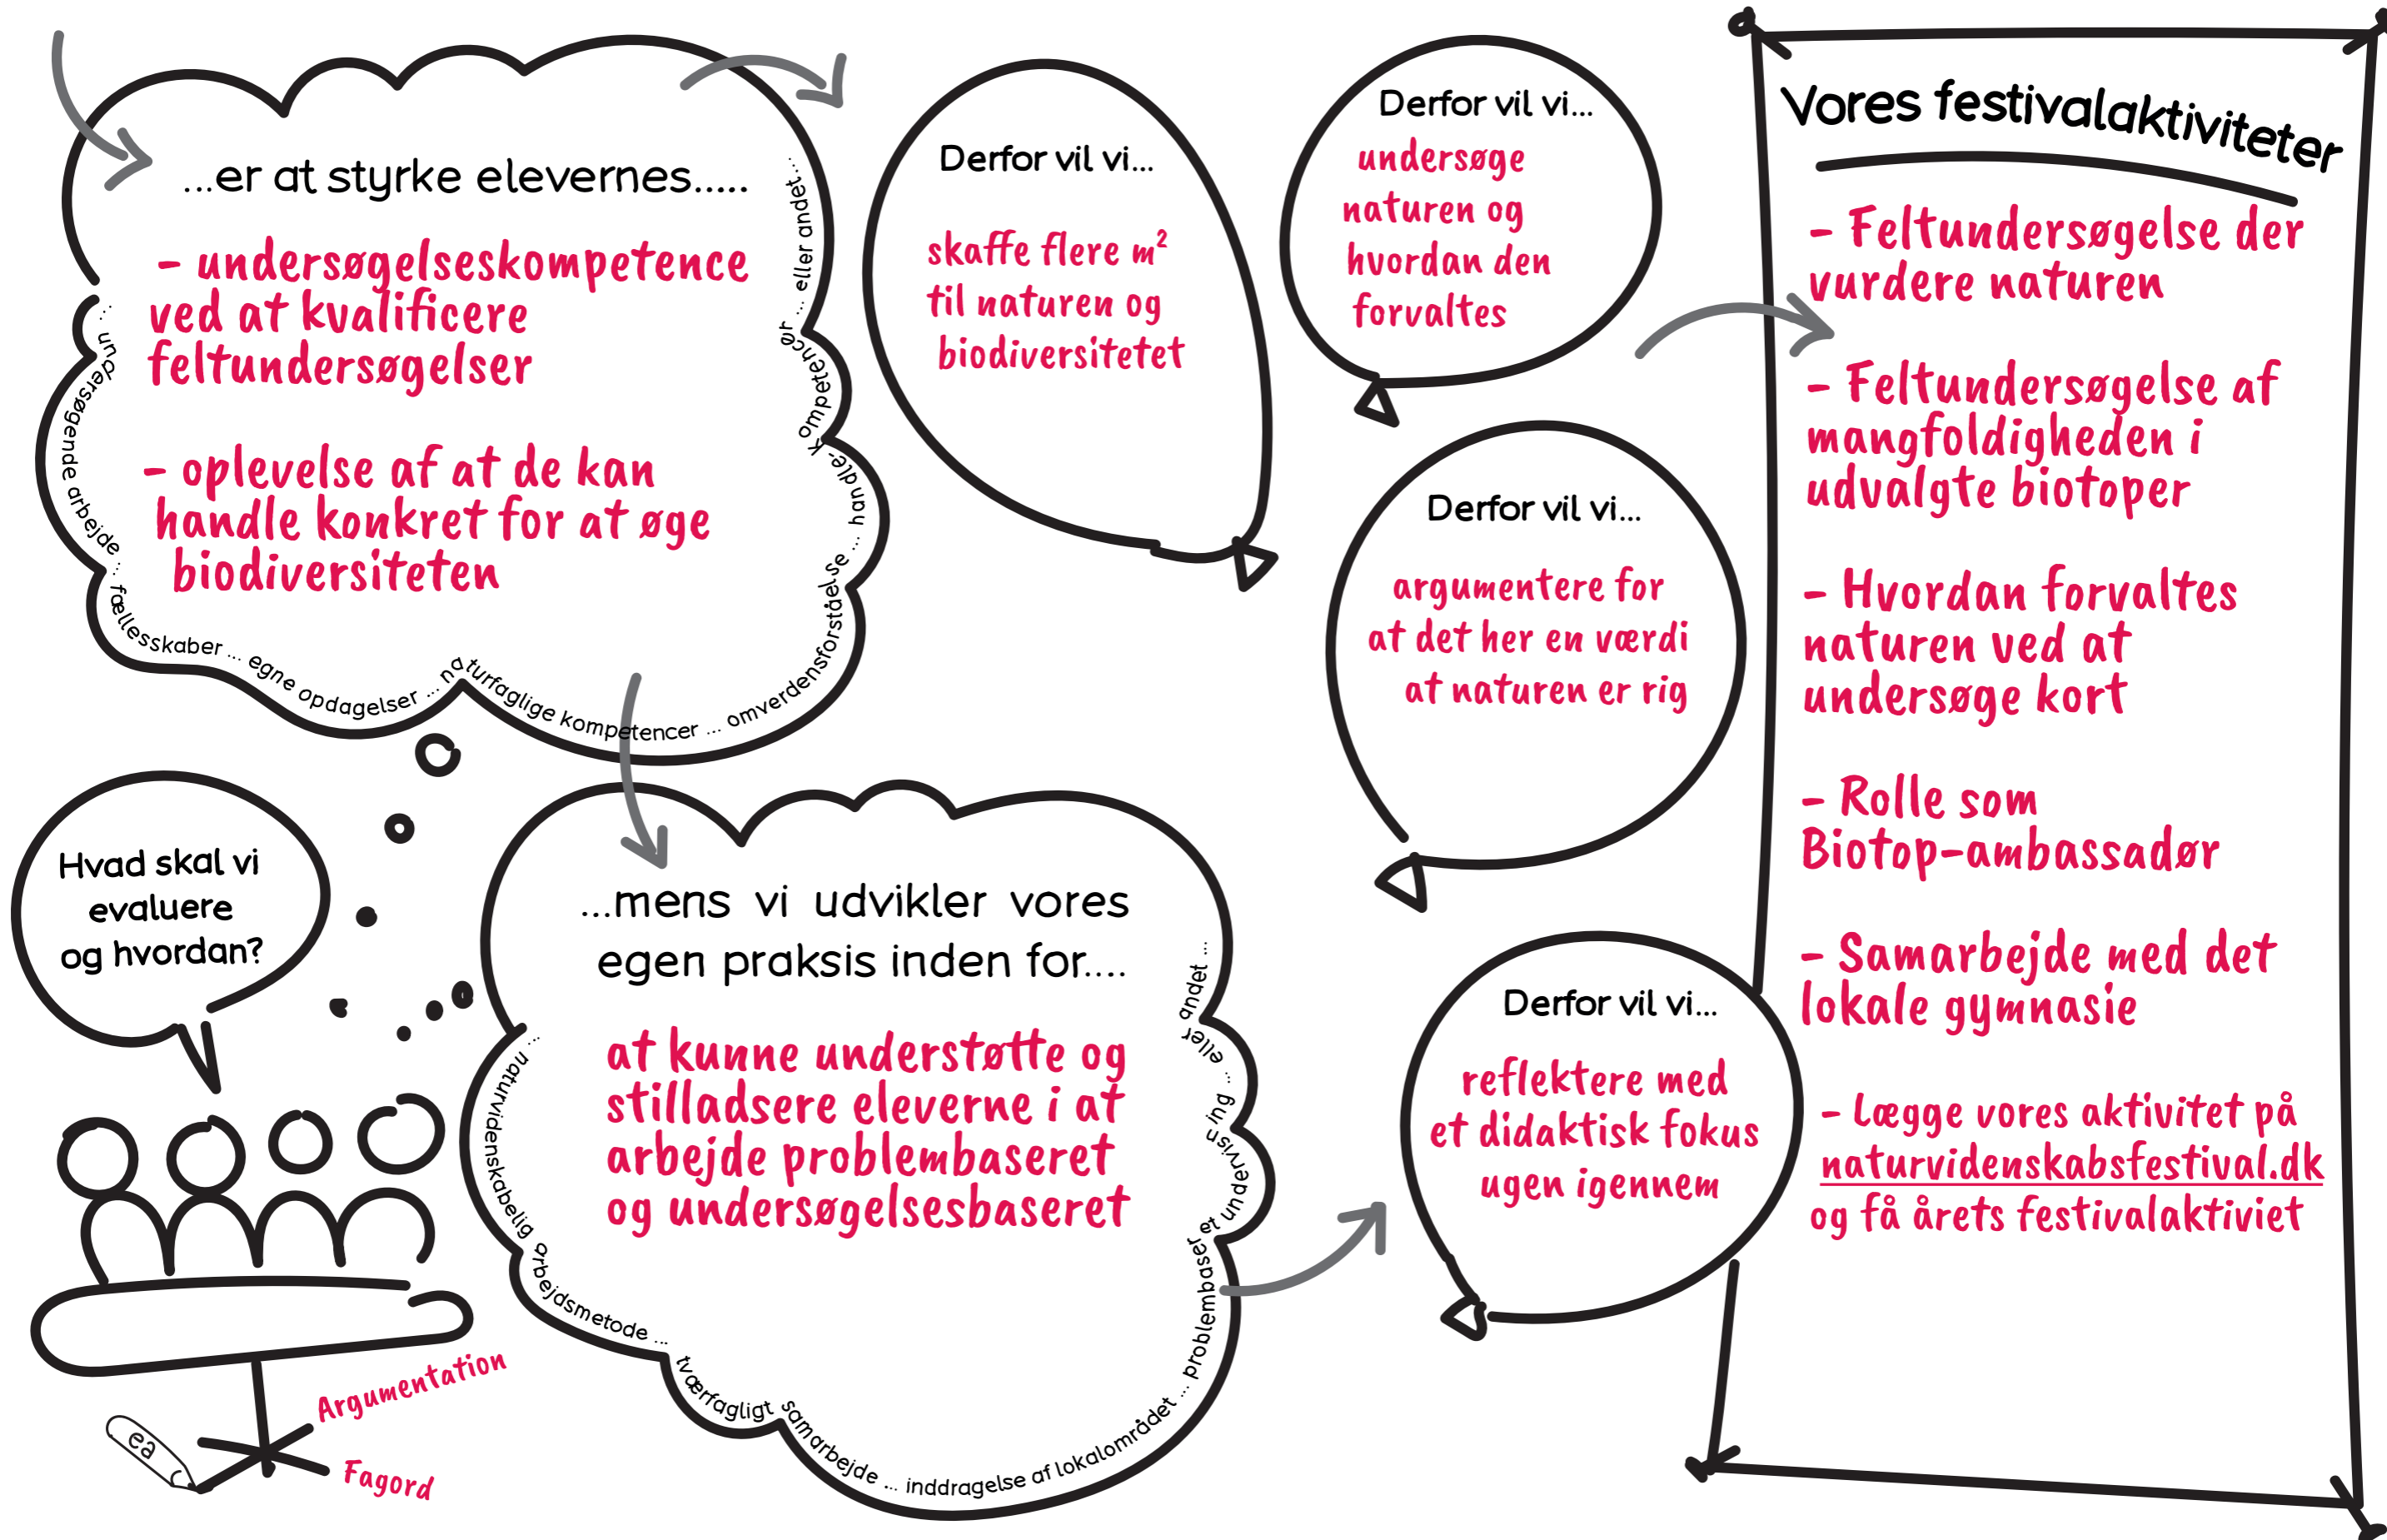 ...er at styrke elevernes.....
- undersøgelseskompetence
ved at kvalificere
feltundersøgelser
- oplevelse af at de kan
handle konkret for at øge
biodiversiteten
... undersøgende arbejde ... fællesskaber ... egne opdagelser ... naturfaglige kompetencer ... omverdensforståelse ... handle-kompetence ... eller andet...
Derfor vil vi...
skaffe flere m²
til naturen og
biodiversitetet
Derfor vil vi...
undersøge
naturen og
hvordan den
forvaltes
Derfor vil vi...
argumentere for
at det her en værdi
at naturen er rig
Hvad skal vi
evaluere
og hvordan?
...mens vi udvikler vores
egen praksis inden for....
at kunne understøtte og
stilladsere eleverne i at
arbejde problembaseret
og undersøgelsesbaseret
... naturvidenskabelig arbejdsmetode ... tværfagligt samarbejde ... inddragelse af lokalområdet ... problembaseret undervisning ... eller andet ...
Derfor vil vi...
reflektere med
et didaktisk fokus
ugen igennem
Argumentation
Fagord
ea
Vores festivalaktiviteter
- Feltundersøgelse der
vurdere naturen
- Feltundersøgelse af
mangfoldigheden i
udvalgte biotoper
- Hvordan forvaltes
naturen ved at
undersøge kort
- Rolle som
Biotop-ambassadør
- Samarbejde med det
lokale gymnasie
- Lægge vores aktivitet på
naturvidenskabsfestival.dk
og få årets festivalaktiviet